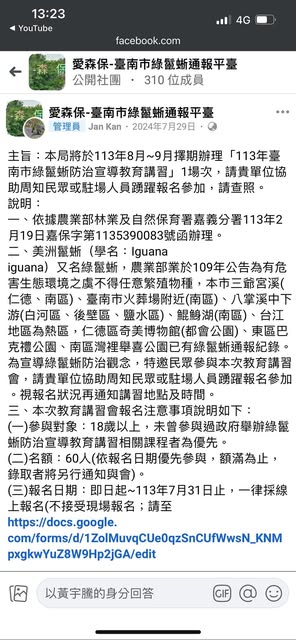 13:23
4G
YouTube
facebook.com
愛森保-臺南市綠鬣蜥通報平臺
公開社團 · 310 位成員
愛森保-臺南市綠鬣蜥通報平臺
管理員 Jan Kan · 2024年7月29日 ·
主旨：本局將於113年8月~9月擇期辦理「113年臺
南市綠鬣蜥防治宣導教育講習」1場次，請貴單位協
助周知民眾或駐場人員踴躍報名參加，請查照。
說明：
一、依據農業部林業及自然保育署嘉義分署113年2
月19日嘉保字第1135390083號函辦理。
二、美洲鬣蜥（學名：Iguana
iguana）又名綠鬣蜥，農業部業於109年公告為有危
害生態環境之虞不得任意繁殖物種，本市三爺宮溪(
仁德、南區)、臺南市火葬場附近(南區)、八掌溪中下
游(白河區、後壁區、鹽水區)、鯤鯓湖(南區)、台江
地區為熱區，仁德區奇美博物館(都會公園)、東區巴
克禮公園、南區灣裡舉喜公園已有綠鬣蜥通報紀錄。
為宣導綠鬣蜥防治觀念，特邀民眾參與本次教育講習
會，請貴單位協助周知民眾或駐場人員踴躍報名參加
。視報名狀況再通知講習地點及時間。
三、本次教育講習會報名注意事項說明如下：
(一)參與對象：18歲以上，未曾參與過政府舉辦綠鬣
蜥防治宣導教育講習相關課程者為優先。
(二)名額：60人(依報名日期優先參與，額滿為止，
錄取者將另行通知與會)。
(三)報名日期：即日起~113年7月31日止，一律採線
上報名(不接受現場報名；請至
https://docs.google.
com/forms/d/1ZolMuvqCUe0qzSnCUfWwsN_KNM
pxgkwYuZ8W9Hp2jGA/edit
以黃宇騰的身分回答
GIF